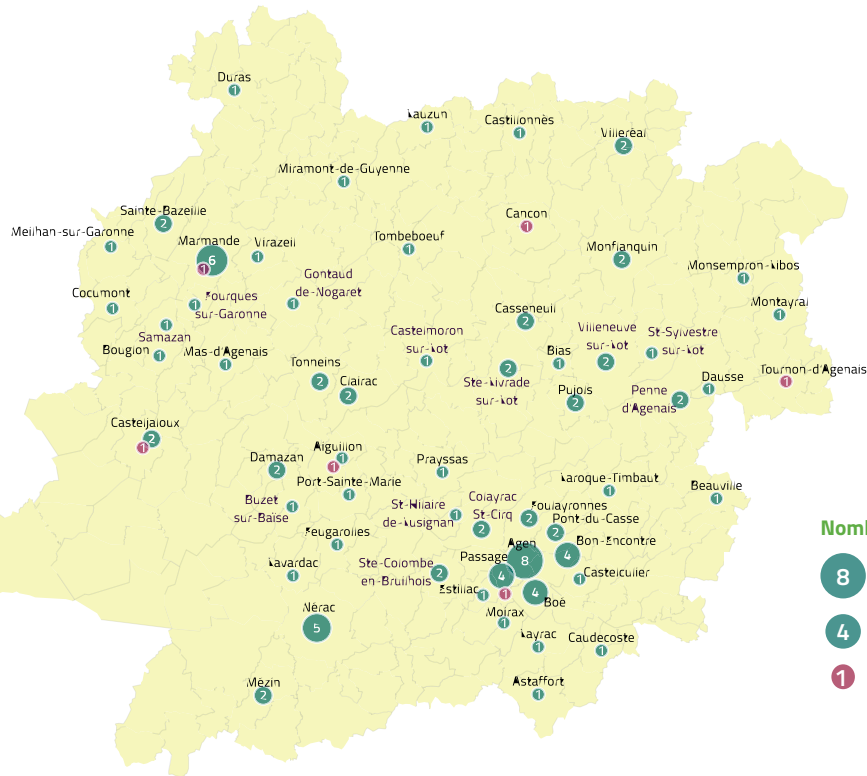 Duras
1
Lauzun
1
Castillonnès
1
Villeréal
2
Miramont-de-Guyenne
1
Sainte-Bazeille
2
Meilhan-sur-Garonne
1
Marmande
6
1
Virazeil
1
Tombeboeuf
1
Cancon
1
Monflanquin
2
Monsempron-Libos
1
Gontaud
de-Nogaret
1
Cocumont
1
Fourques
sur-Garonne
1
Montayral
1
Samazan
1
Casseneuil
2
Castelmoron
sur-Lot
1
Villeneuve
sur-Lot
2
St-Sylvestre
sur-Lot
1
Bouglon
1
Mas-d'Agenais
1
Bias
1
Tonneins
2
Clairac
2
Ste-Livrade
sur-Lot
2
Pujols
2
Penne
d'Agenais
2
Dausse
1
Tournon-d'Agenais
1
Casteljaloux
2
1
Aiguillon
1
1
Damazan
2
Prayssas
1
Port-Sainte-Marie
1
Laroque-Timbaut
1
Beauville
1
Buzet
sur-Baïse
1
St-Hilaire
de-Lusignan
1
Colayrac
St-Cirq
2
Foulayronnes
2
Pont-du-Casse
2
Feugarolles
1
Agen
8
Bon-Encontre
4
Passage
4
1
Lavardac
1
Ste-Colombe
en-Bruilhois
2
Castelculier
1
Estillac
1
Boé
4
Nérac
5
Moirax
1
Layrac
1
Caudecoste
1
Mézin
2
Astaffort
1
8
4
1